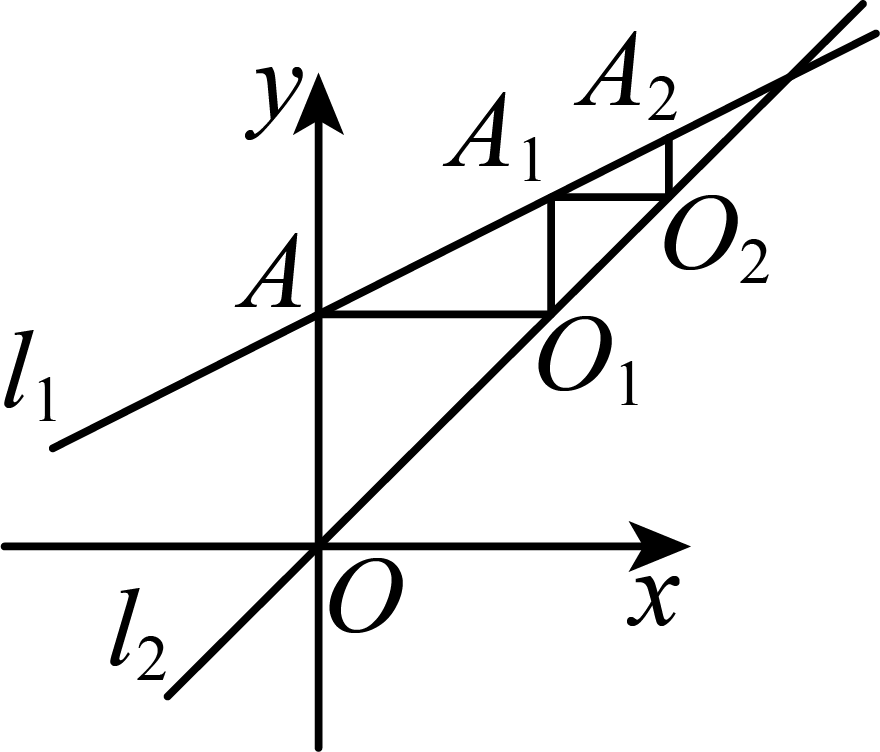 y
A₂
A₁
O₂
A
O₁
l₁
O
x
l₂